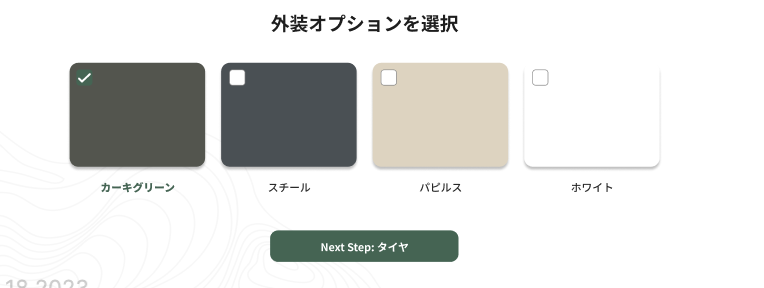 外装オプションを選択
カーキグリーン
スチール
パピルス
ホワイト
Next Step: タイヤ
18 2023